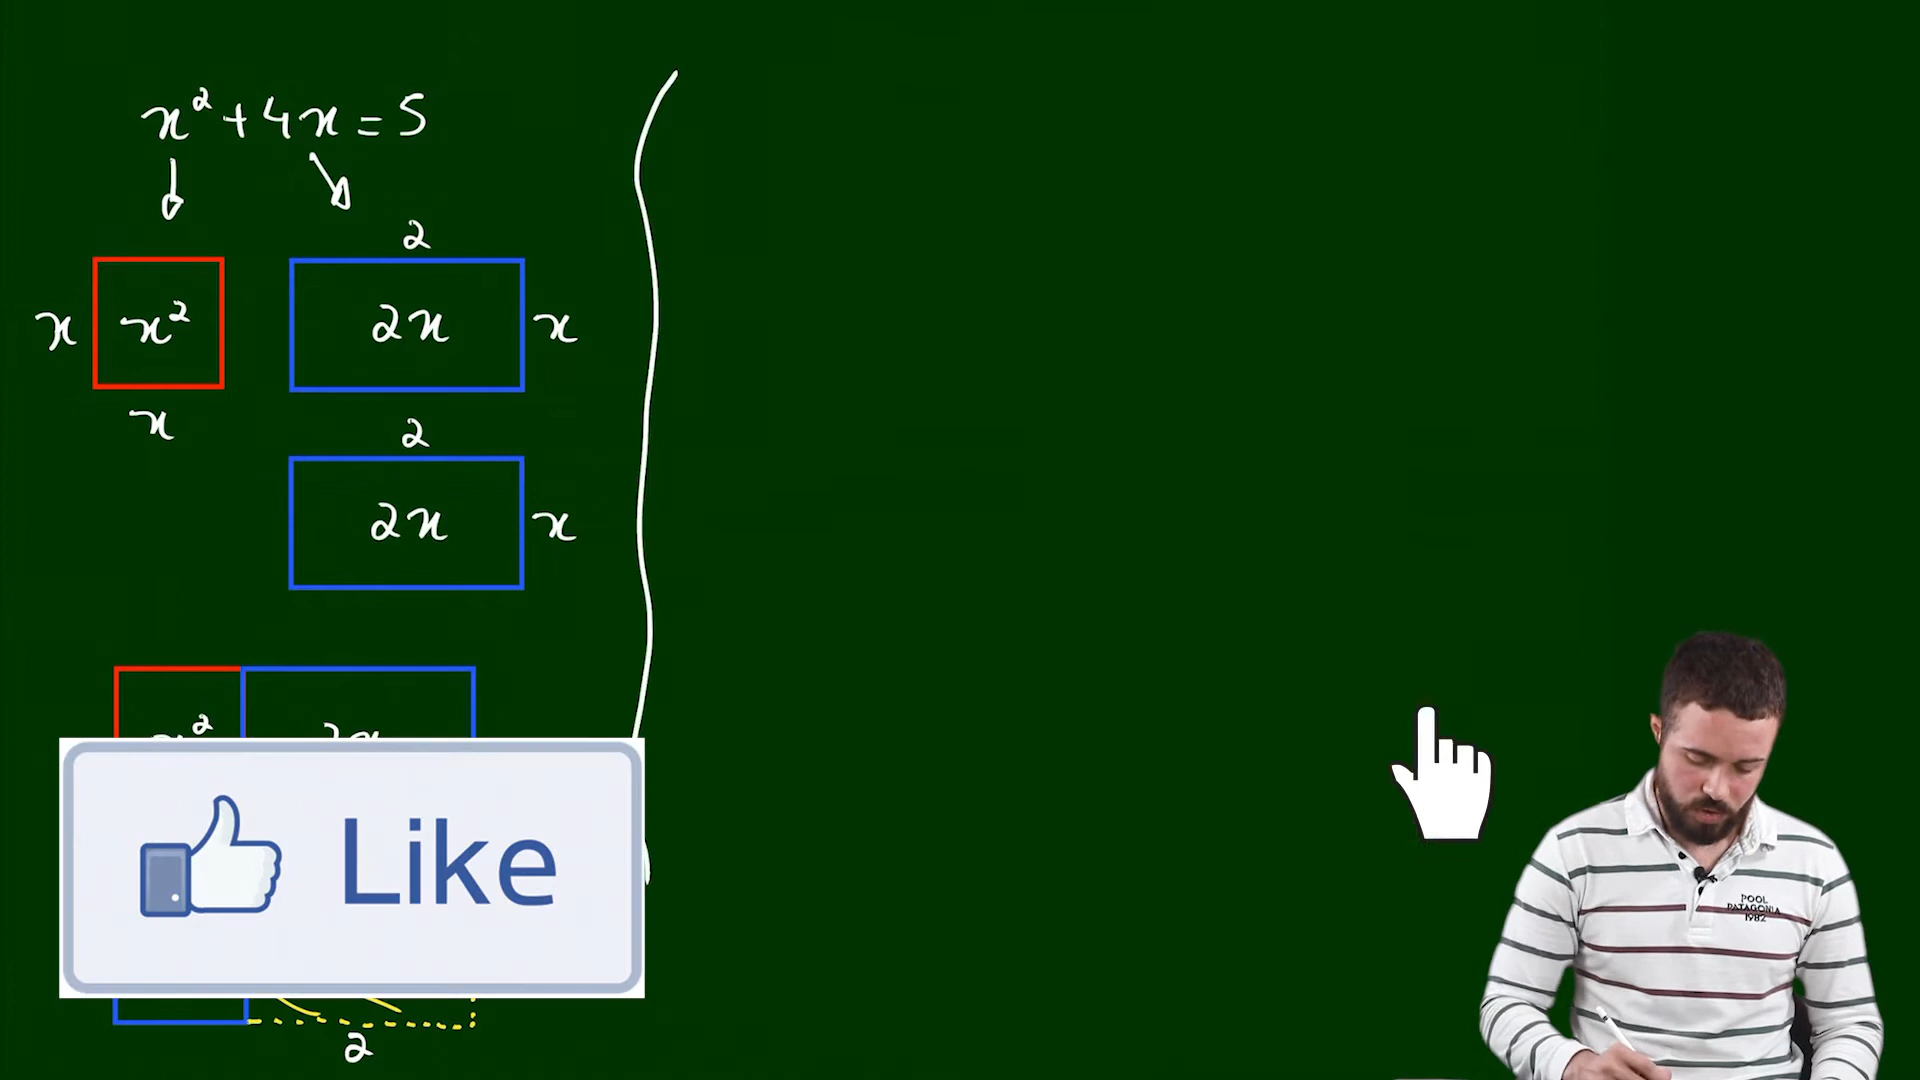 x² + 4x = 5
2
x
x²
2x
x
x
2
2x
x
Like
2
POOL
PATAGONIA
1982